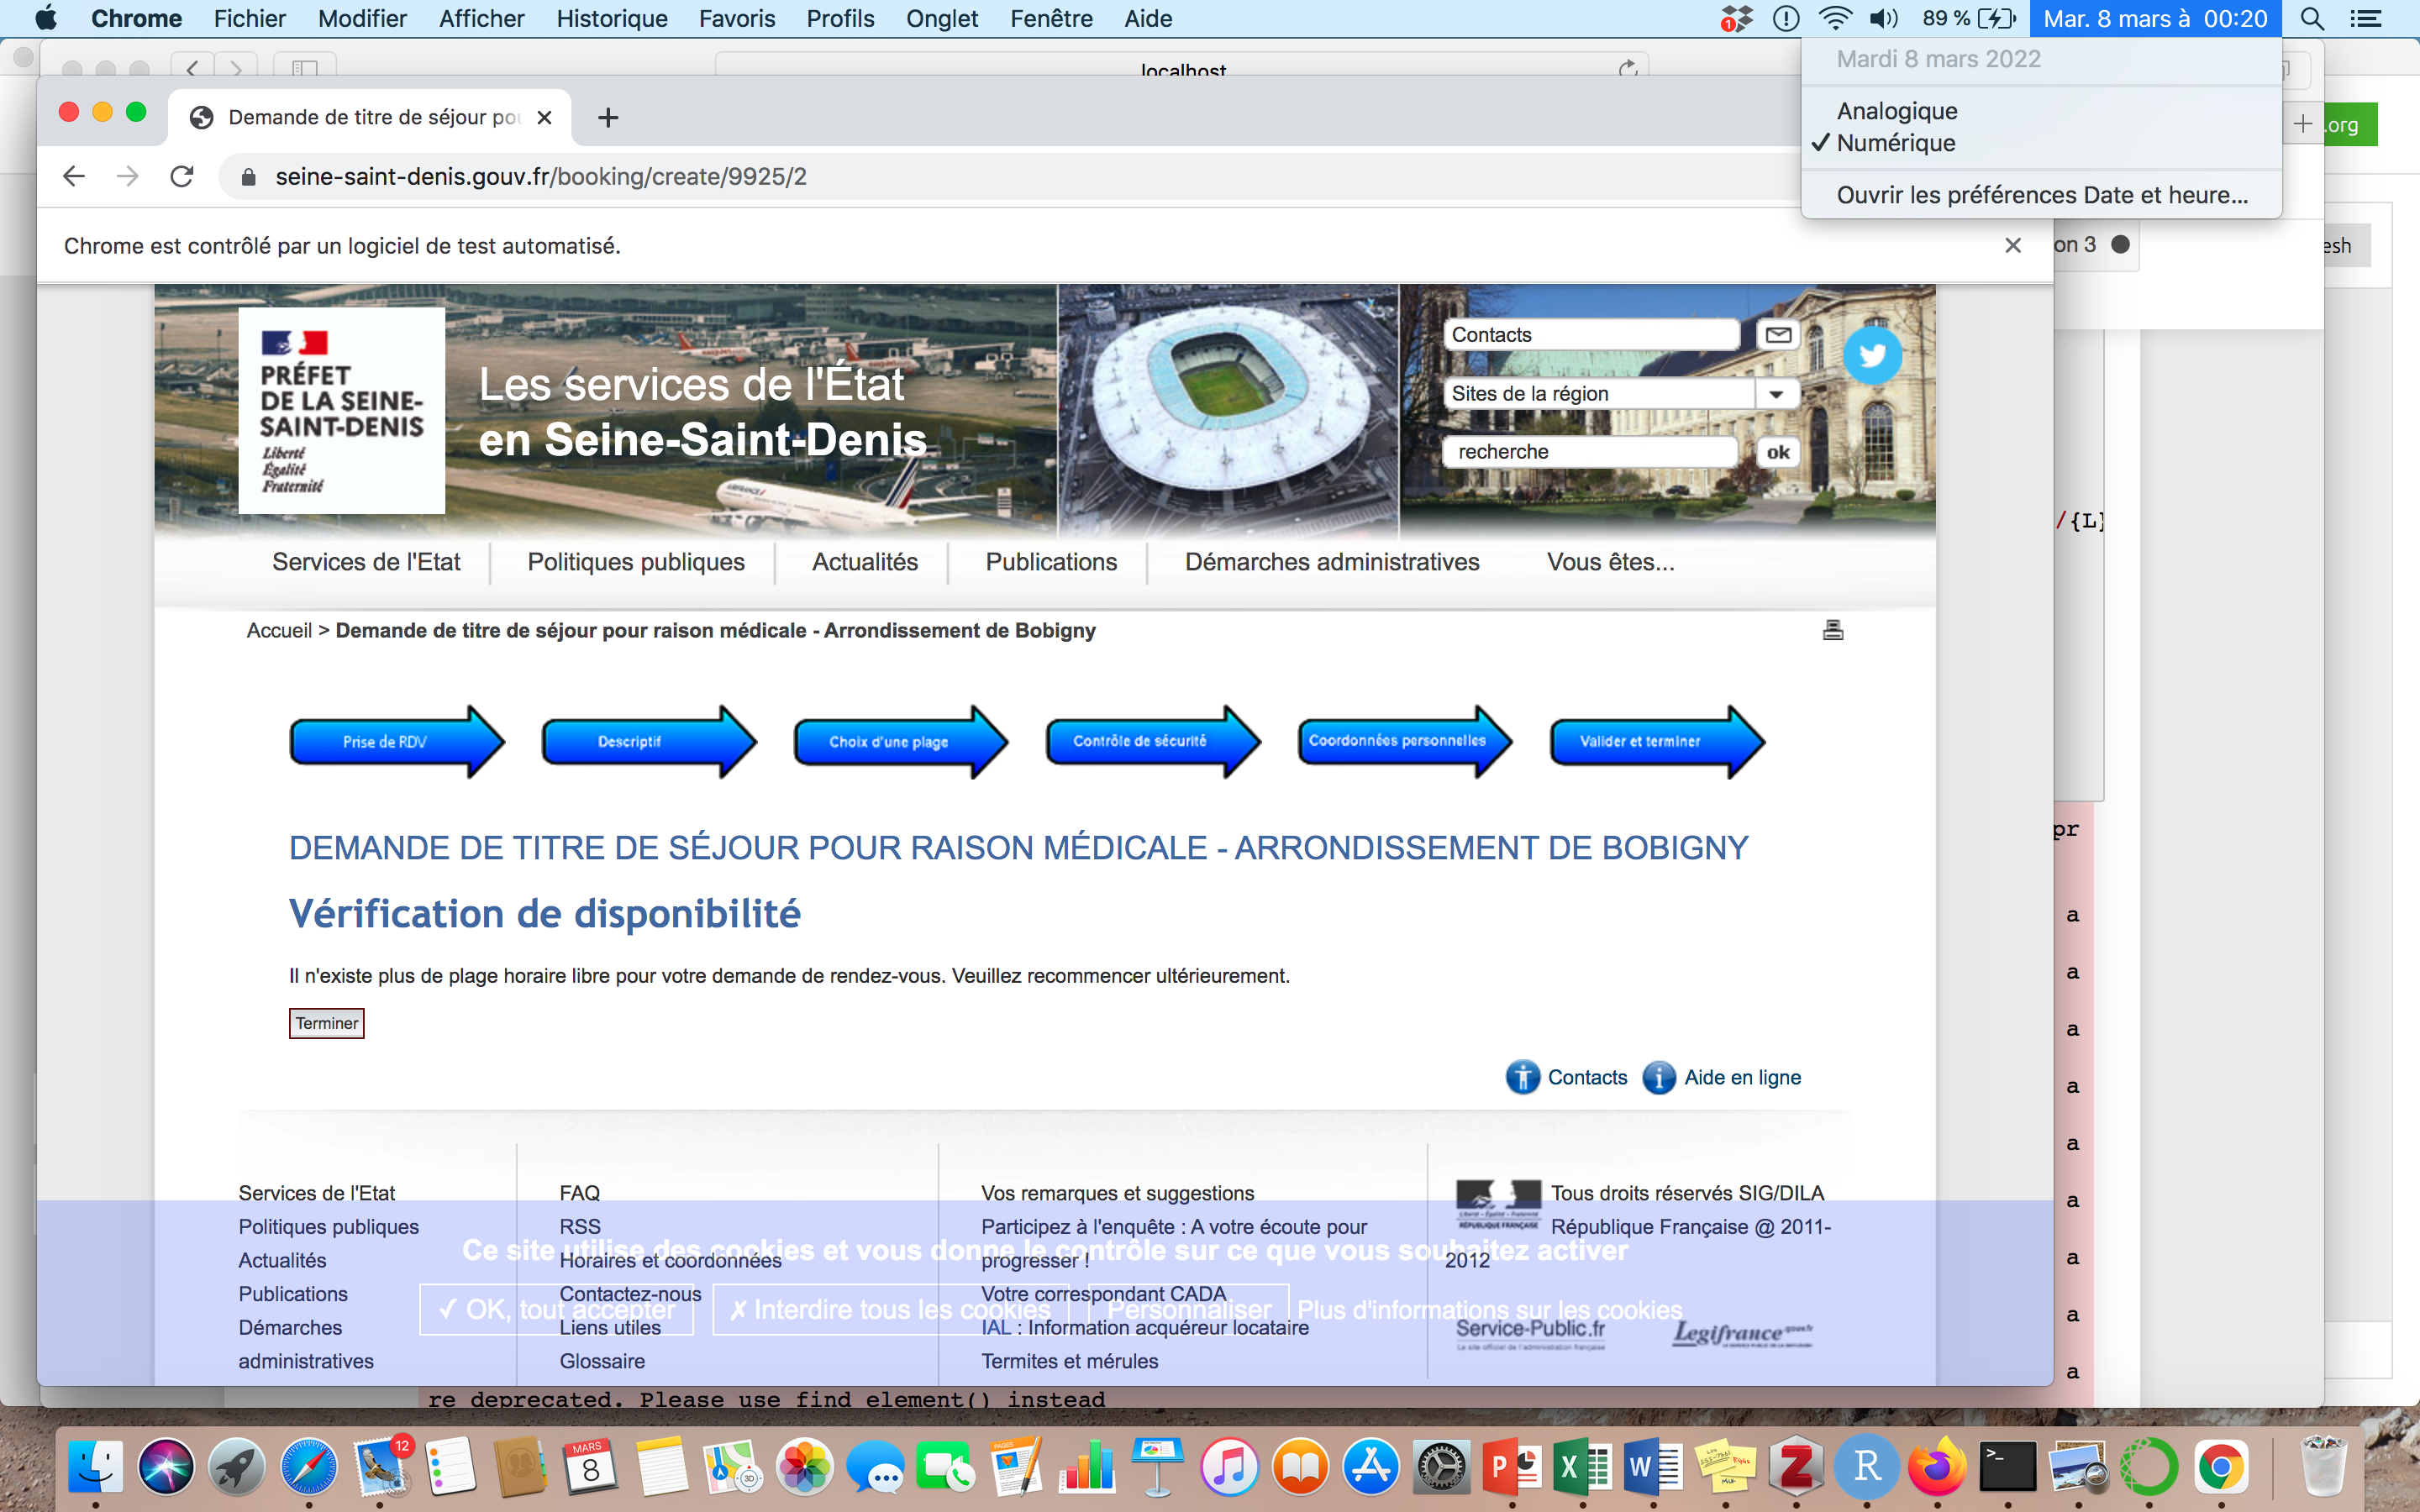 Chrome Fichier Modifier Afficher Historique Favoris Profils Onglet Fenêtre Aide 1 89 % Mar. 8 mars à 00:20
Mardi 8 mars 2022
Analogique
✓ Numérique
Ouvrir les préférences Date et heure...
localhost
Demande de titre de séjour
.org
seine-saint-denis.gouv.fr/booking/create/9925/2
Chrome est contrôlé par un logiciel de test automatisé.
on 3
esh
PRÉFET
DE LA SEINE-
SAINT-DENIS
Liberté
Égalité
Fraternité
Les services de l'État
en Seine-Saint-Denis
AIRFRANCE
Contacts
Sites de la région
recherche
ok
/{L}
Services de l'Etat
Politiques publiques
Actualités
Publications
Démarches administratives
Vous êtes...
Accueil > Demande de titre de séjour pour raison médicale - Arrondissement de Bobigny
Prise de RDV
Descriptif
Choix d'une plage
Contrôle de sécurité
Coordonnées personnelles
Valider et terminer
DEMANDE DE TITRE DE SÉJOUR POUR RAISON MÉDICALE - ARRONDISSEMENT DE BOBIGNY
Vérification de disponibilité
Il n'existe plus de plage horaire libre pour votre demande de rendez-vous. Veuillez recommencer ultérieurement.
Terminer
Contacts
Aide en ligne
pr
a
a
a
a
a
a
a
a
a
Services de l'Etat
Politiques publiques
Actualités
Publications
Démarches
administratives
FAQ
RSS
Horaires et coordonnées
Contactez-nous
Liens utiles
Glossaire
Vos remarques et suggestions
Participez à l'enquête : A votre écoute pour
progresser !
Votre correspondant CADA
IAL : Information acquéreur locataire
Termites et mérules
Tous droits réservés SIG/DILA
République Française @ 2011-
2012
Service-Public.fr
Legifrance
Ce site utilise des cookies et vous donne le contrôle sur ce que vous souhaitez activer
✓ OK, tout accepter
✗ Interdire tous les cookies
Personnaliser
Plus d'informations sur les cookies
re deprecated. Please use find_element() instead
12
MARS
8